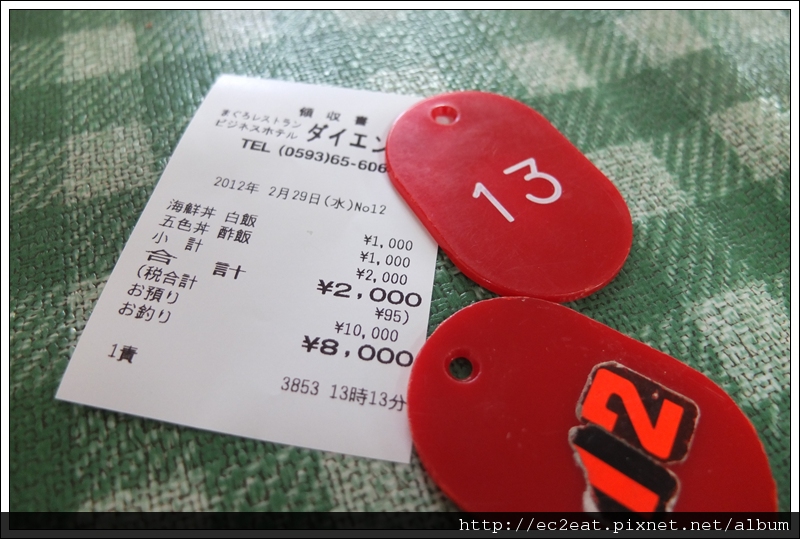 領 収 書
まぐろレストラン
ビジネスホテル ダイエン
TEL (0593)65-606
2012年 2月29日(水)No12
海鮮丼 白飯 ¥1,000
五色丼 酢飯 ¥1,000
小 計 ¥2,000
合 計 ¥2,000
(税合計 ¥95)
お預り ¥10,000
お釣り ¥8,000
1責
3853 13時13分
13
12
http://ec2eat.pixnet.net/album